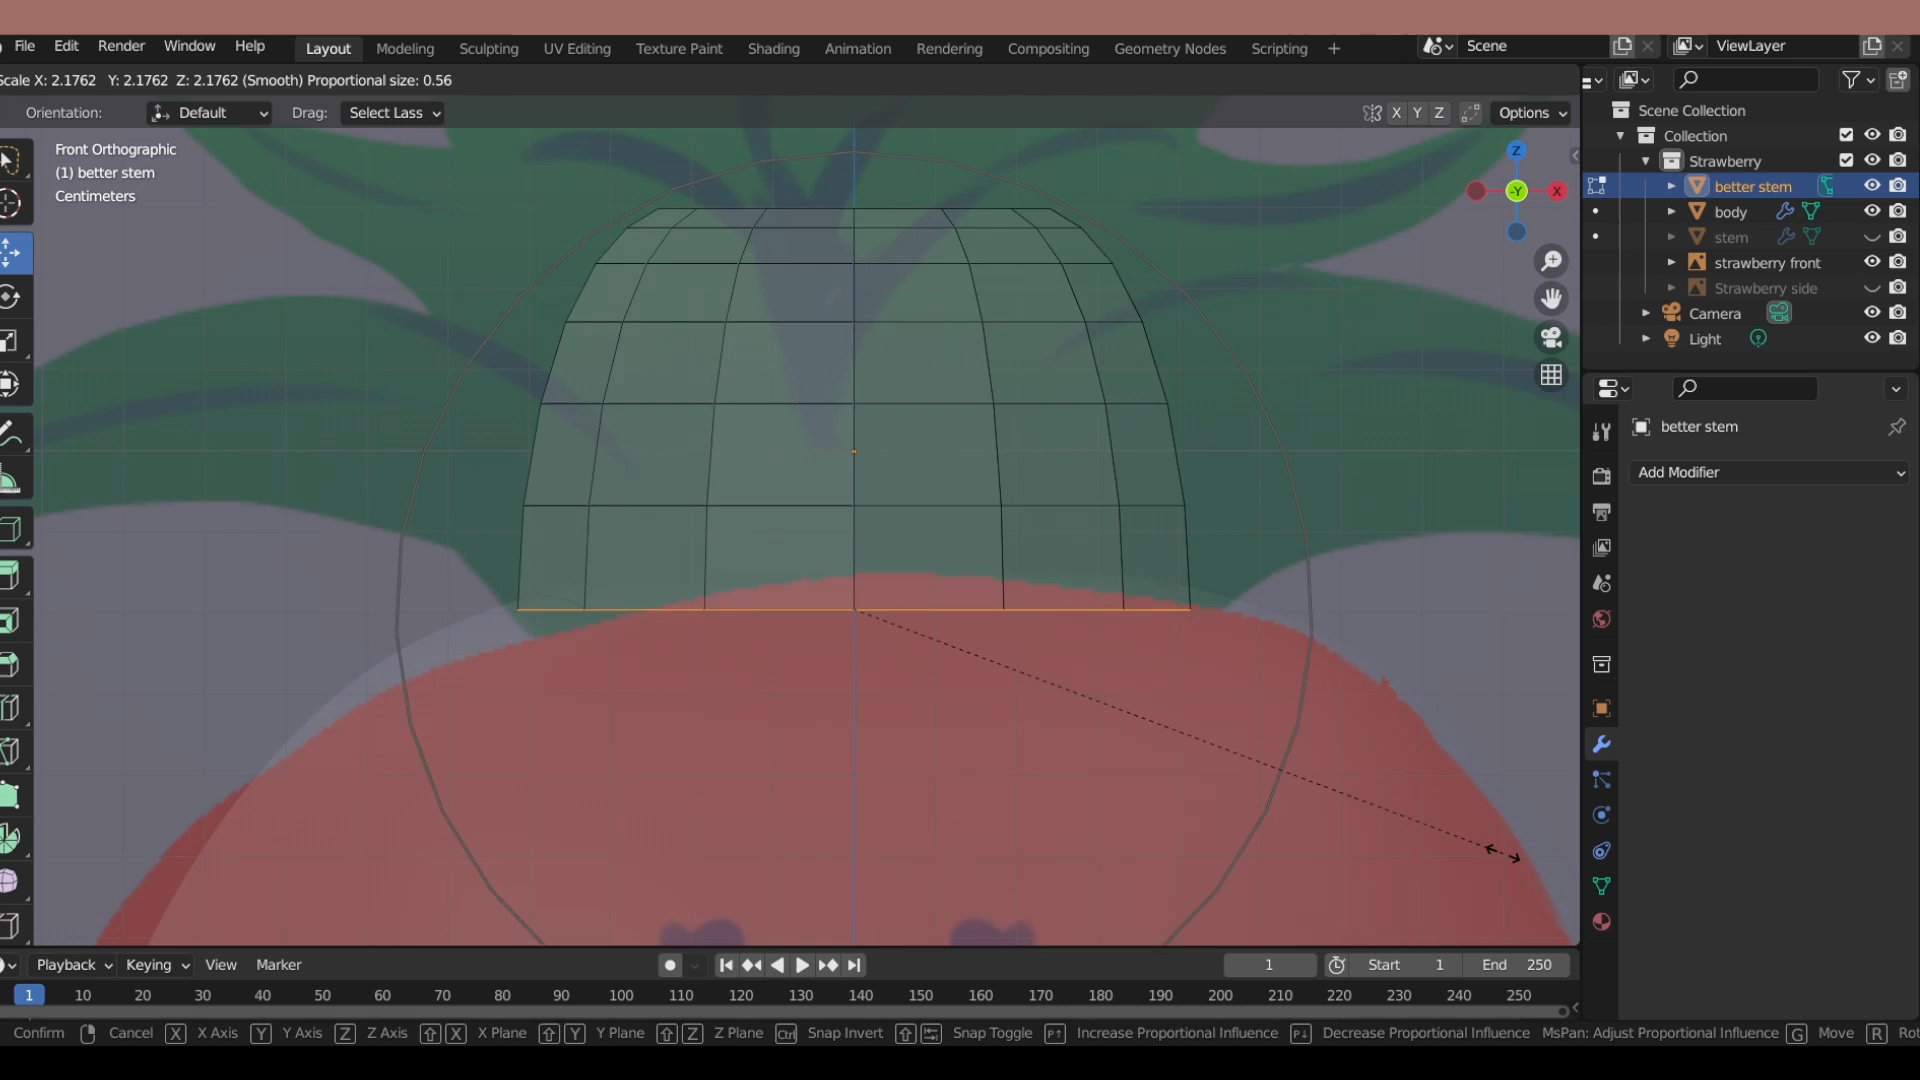 File Edit Render Window Help Layout Modeling Sculpting UV Editing Texture Paint Shading Animation Rendering Compositing Geometry Nodes Scripting + Scene ViewLayer
Scale X: 2.1762 Y: 2.1762 Z: 2.1762 (Smooth) Proportional size: 0.56
Orientation: Default Drag: Select Lass X Y Z Options
Scene Collection
Collection
Strawberry
better stem
body
stem
strawberry front
Strawberry side
Camera
Light
Front Orthographic
(1) better stem
Centimeters
Z
-Y
X
better stem
Add Modifier
Playback Keying View Marker 1 Start 1 End 250
1 10 20 30 40 50 60 70 80 90 100 110 120 130 140 150 160 170 180 190 200 210 220 230 240 250
Confirm Cancel X X Axis Y Y Axis Z Z Axis X X Plane Y Y Plane Z Z Plane Ctrl Snap Invert Snap Toggle P↑ Increase Proportional Influence P↓ Decrease Proportional Influence MsPan: Adjust Proportional Influence G Move R